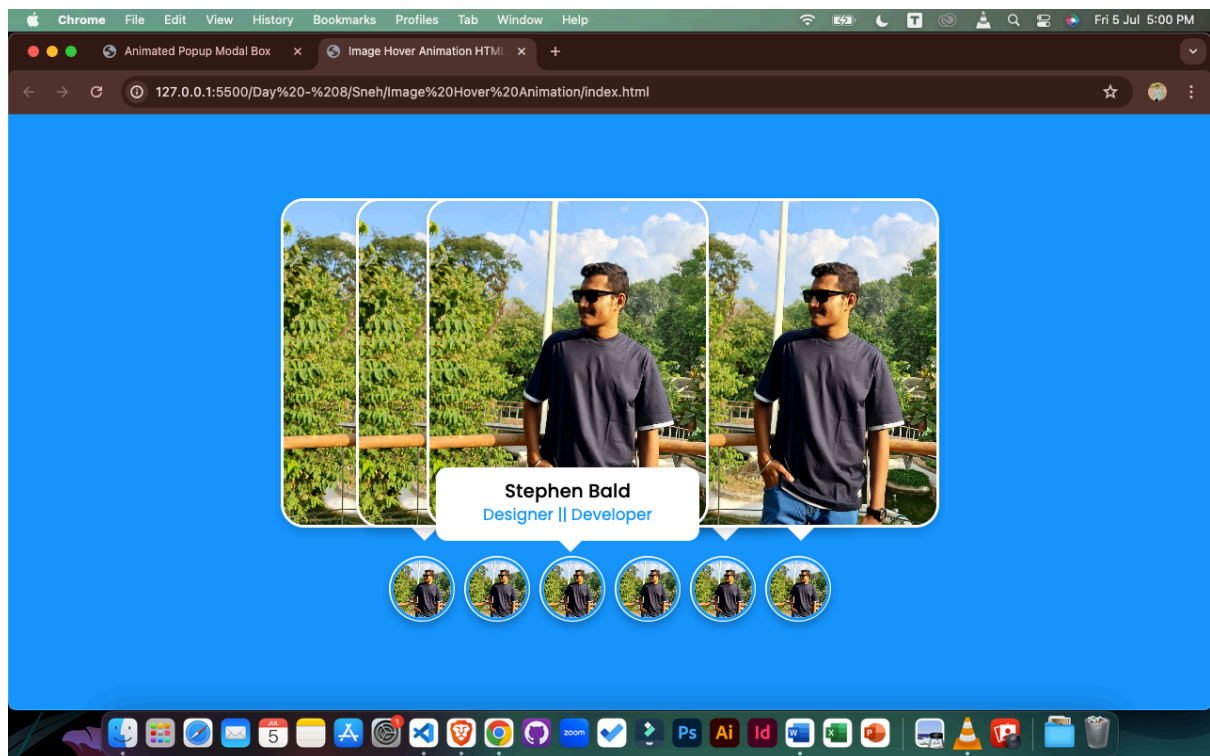 Chrome File Edit View History Bookmarks Profiles Tab Window Help T Fri 5 Jul 5:00 PM
Animated Popup Modal Box × Image Hover Animation HTML × +
127.0.0.1:5500/Day%20-%208/Sneh/Image%20Hover%20Animation/index.html
Stephen Bald
Designer || Developer
JUL
5
1
zoom
Ps
Ai
Id
W
X
P